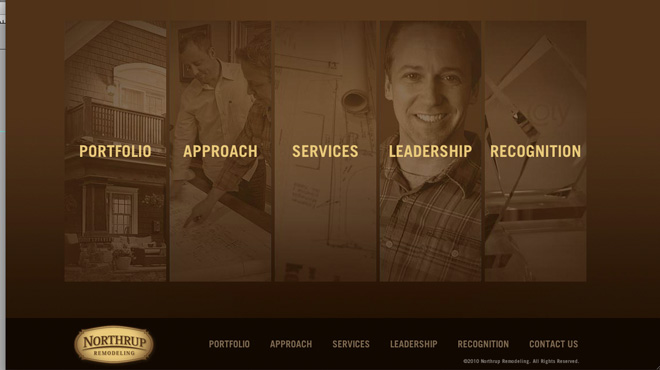 PORTFOLIO APPROACH SERVICES LEADERSHIP RECOGNITION
NORTHRUP
REMODELING
PORTFOLIO APPROACH SERVICES LEADERSHIP RECOGNITION CONTACT US
©2010 Northrup Remodeling. All Rights Reserved.